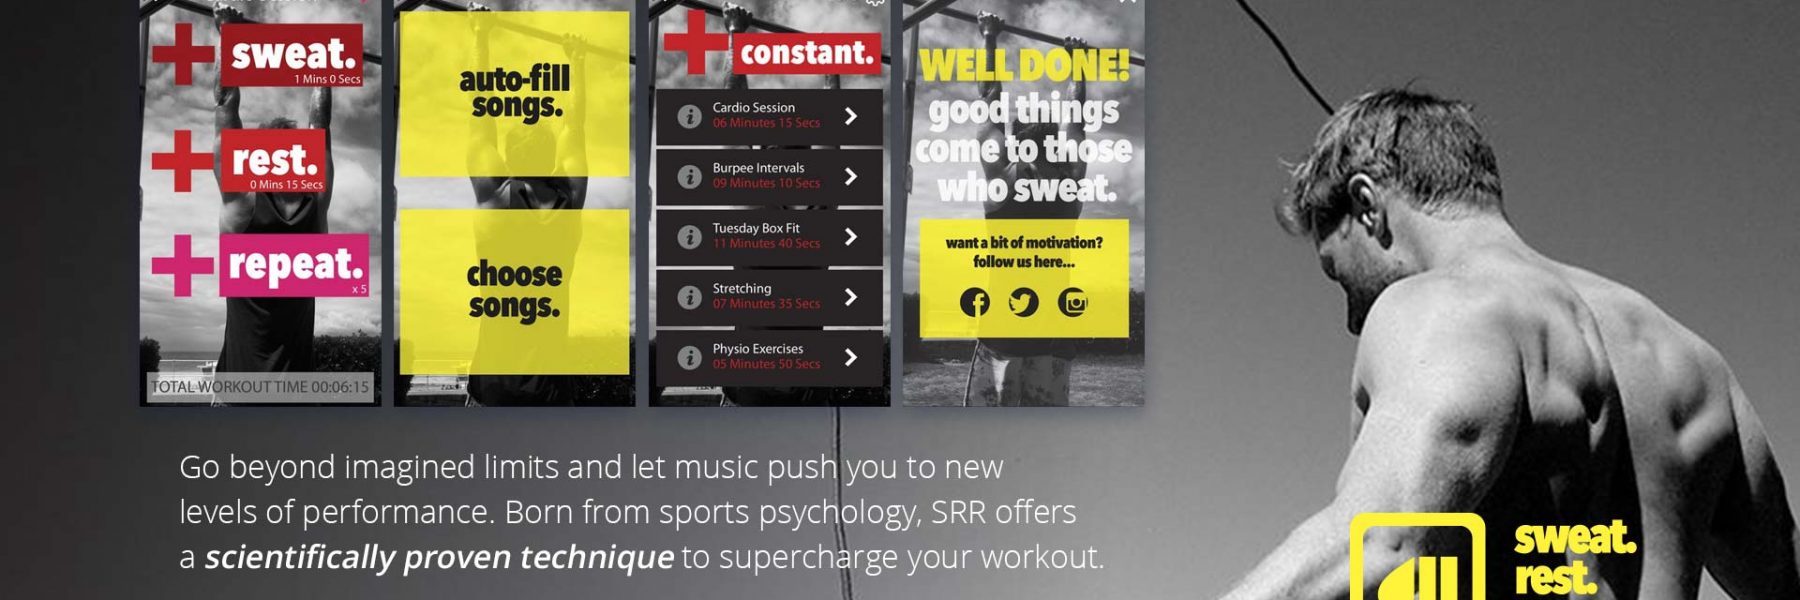 sweat.
1 Mins 0 Secs
rest.
0 Mins 15 Secs
repeat.
x 5
TOTAL WORKOUT TIME 00:06:15
auto-fill
songs.
choose
songs.
constant.
Cardio Session
06 Minutes 15 Secs
Burpee Intervals
09 Minutes 10 Secs
Tuesday Box Fit
11 Minutes 40 Secs
Stretching
07 Minutes 35 Secs
Physio Exercises
05 Minutes 50 Secs
WELL DONE!
good things
come to those
who sweat.
want a bit of motivation?
follow us here...
Go beyond imagined limits and let music push you to new
levels of performance. Born from sports psychology, SRR offers
a scientifically proven technique to supercharge your workout.
sweat.
rest.